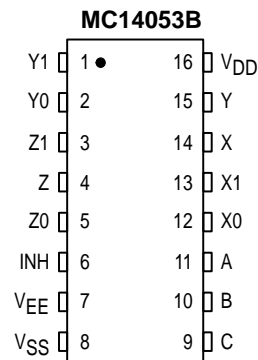 MC14053B
Y1 1 16 VDD
Y0 2 15 Y
Z1 3 14 X
Z 4 13 X1
Z0 5 12 X0
INH 6 11 A
VEE 7 10 B
VSS 8 9 C